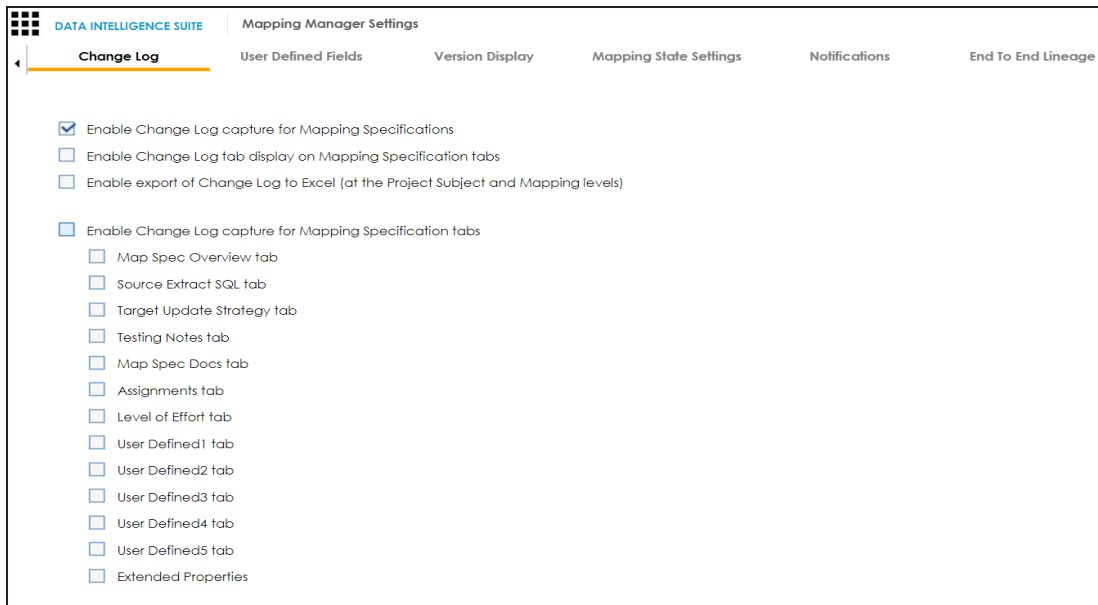 DATA INTELLIGENCE SUITE Mapping Manager Settings
Change Log User Defined Fields Version Display Mapping State Settings Notifications End To End Lineage
Enable Change Log capture for Mapping Specifications
Enable Change Log tab display on Mapping Specification tabs
Enable export of Change Log to Excel (at the Project Subject and Mapping levels)
Enable Change Log capture for Mapping Specification tabs
Map Spec Overview tab
Source Extract SQL tab
Target Update Strategy tab
Testing Notes tab
Map Spec Docs tab
Assignments tab
Level of Effort tab
User Defined1 tab
User Defined2 tab
User Defined3 tab
User Defined4 tab
User Defined5 tab
Extended Properties